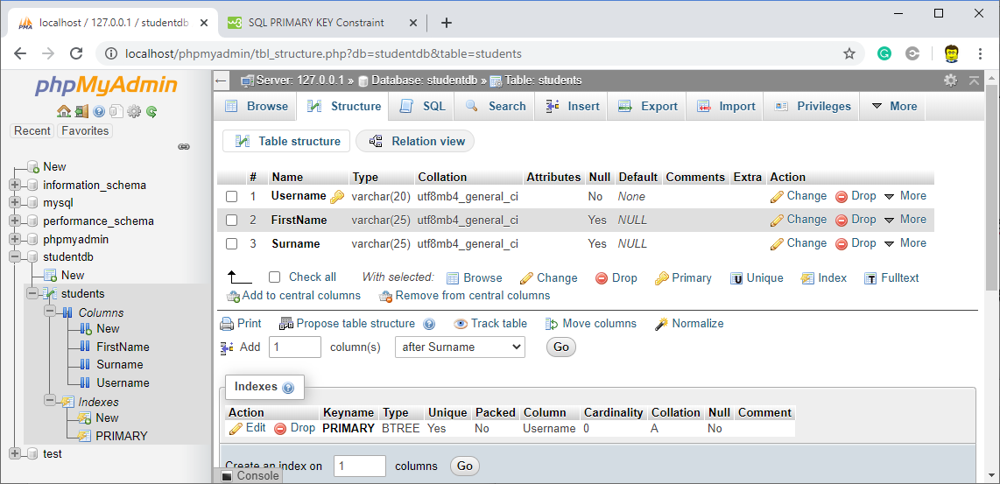 localhost / 127.0.0.1 / studentdb
SQL PRIMARY KEY Constraint
localhost/phpmyadmin/tbl_structure.php?db=studentdb&table=students
phpMyAdmin
Recent Favorites
New
information_schema
mysql
performance_schema
phpmyadmin
studentdb
New
students
Columns
New
FirstName
Surname
Username
Indexes
New
PRIMARY
test
Server: 127.0.0.1 » Database: studentdb » Table: students
Browse Structure SQL Search Insert Export Import Privileges More
Table structure Relation view
# Name Type Collation Attributes Null Default Comments Extra Action
1 Username varchar(20) utf8mb4_general_ci No None Change Drop More
2 FirstName varchar(25) utf8mb4_general_ci Yes NULL Change Drop More
3 Surname varchar(25) utf8mb4_general_ci Yes NULL Change Drop More
Check all With selected: Browse Change Drop Primary Unique Index Fulltext
Add to central columns Remove from central columns
Print Propose table structure Track table Move columns Normalize
Add 1 column(s) after Surname Go
Indexes
Action Keyname Type Unique Packed Column Cardinality Collation Null Comment
Edit Drop PRIMARY BTREE Yes No Username 0 A No
Create an index on 1 columns Go
Console